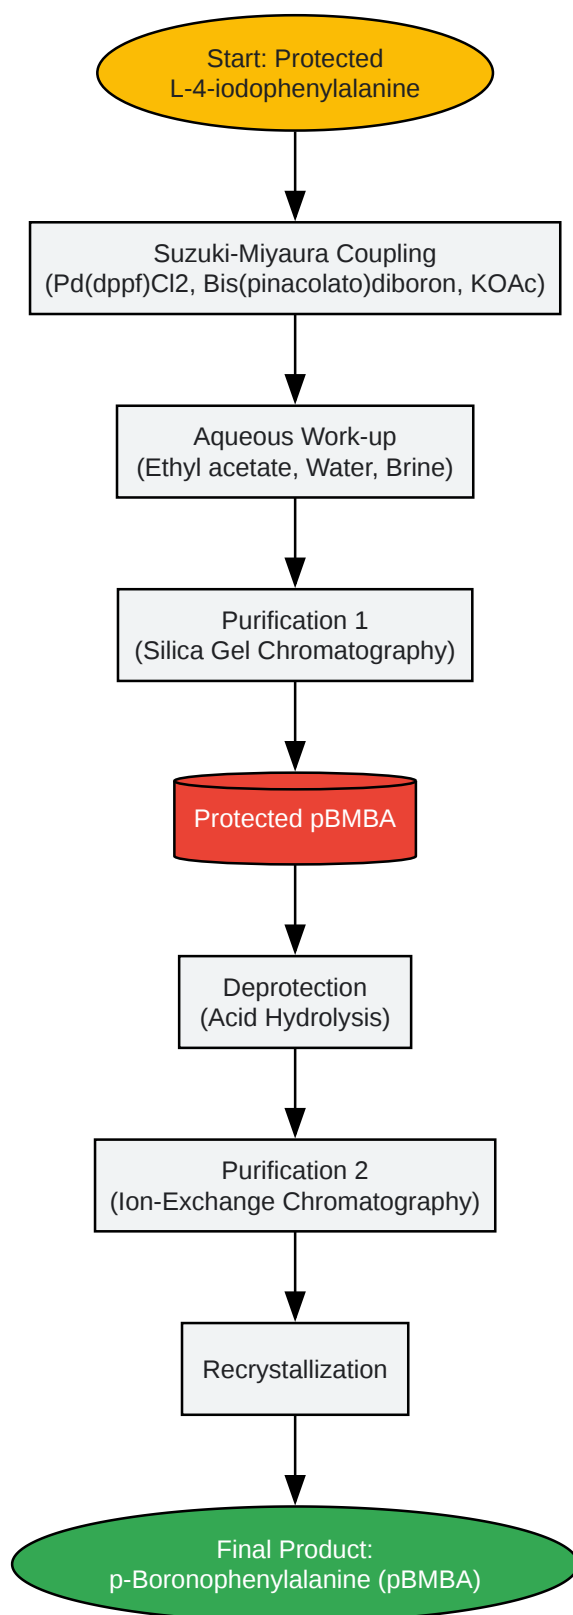 Start: Protected
L-4-iodophenylalanine
Suzuki-Miyaura Coupling
(Pd(dppf)Cl2, Bis(pinacolato)diboron, KOAc)
Aqueous Work-up
(Ethyl acetate, Water, Brine)
Purification 1
(Silica Gel Chromatography)
Protected pBMBA
Deprotection
(Acid Hydrolysis)
Purification 2
(Ion-Exchange Chromatography)
Recrystallization
Final Product:
p-Boronophenylalanine (pBMBA)